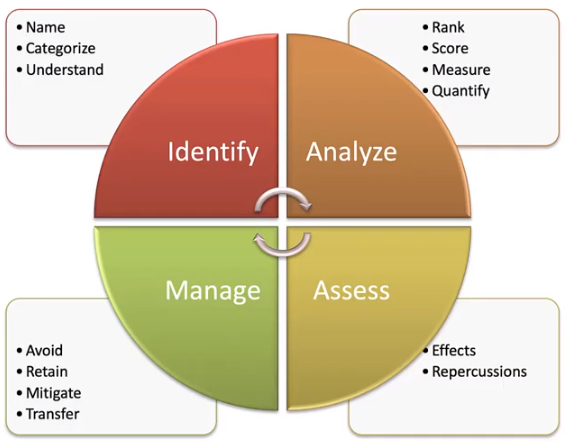 • Name
• Categorize
• Understand
• Rank
• Score
• Measure
• Quantify
Identify
Analyze
Manage
Assess
• Avoid
• Retain
• Mitigate
• Transfer
• Effects
• Repercussions